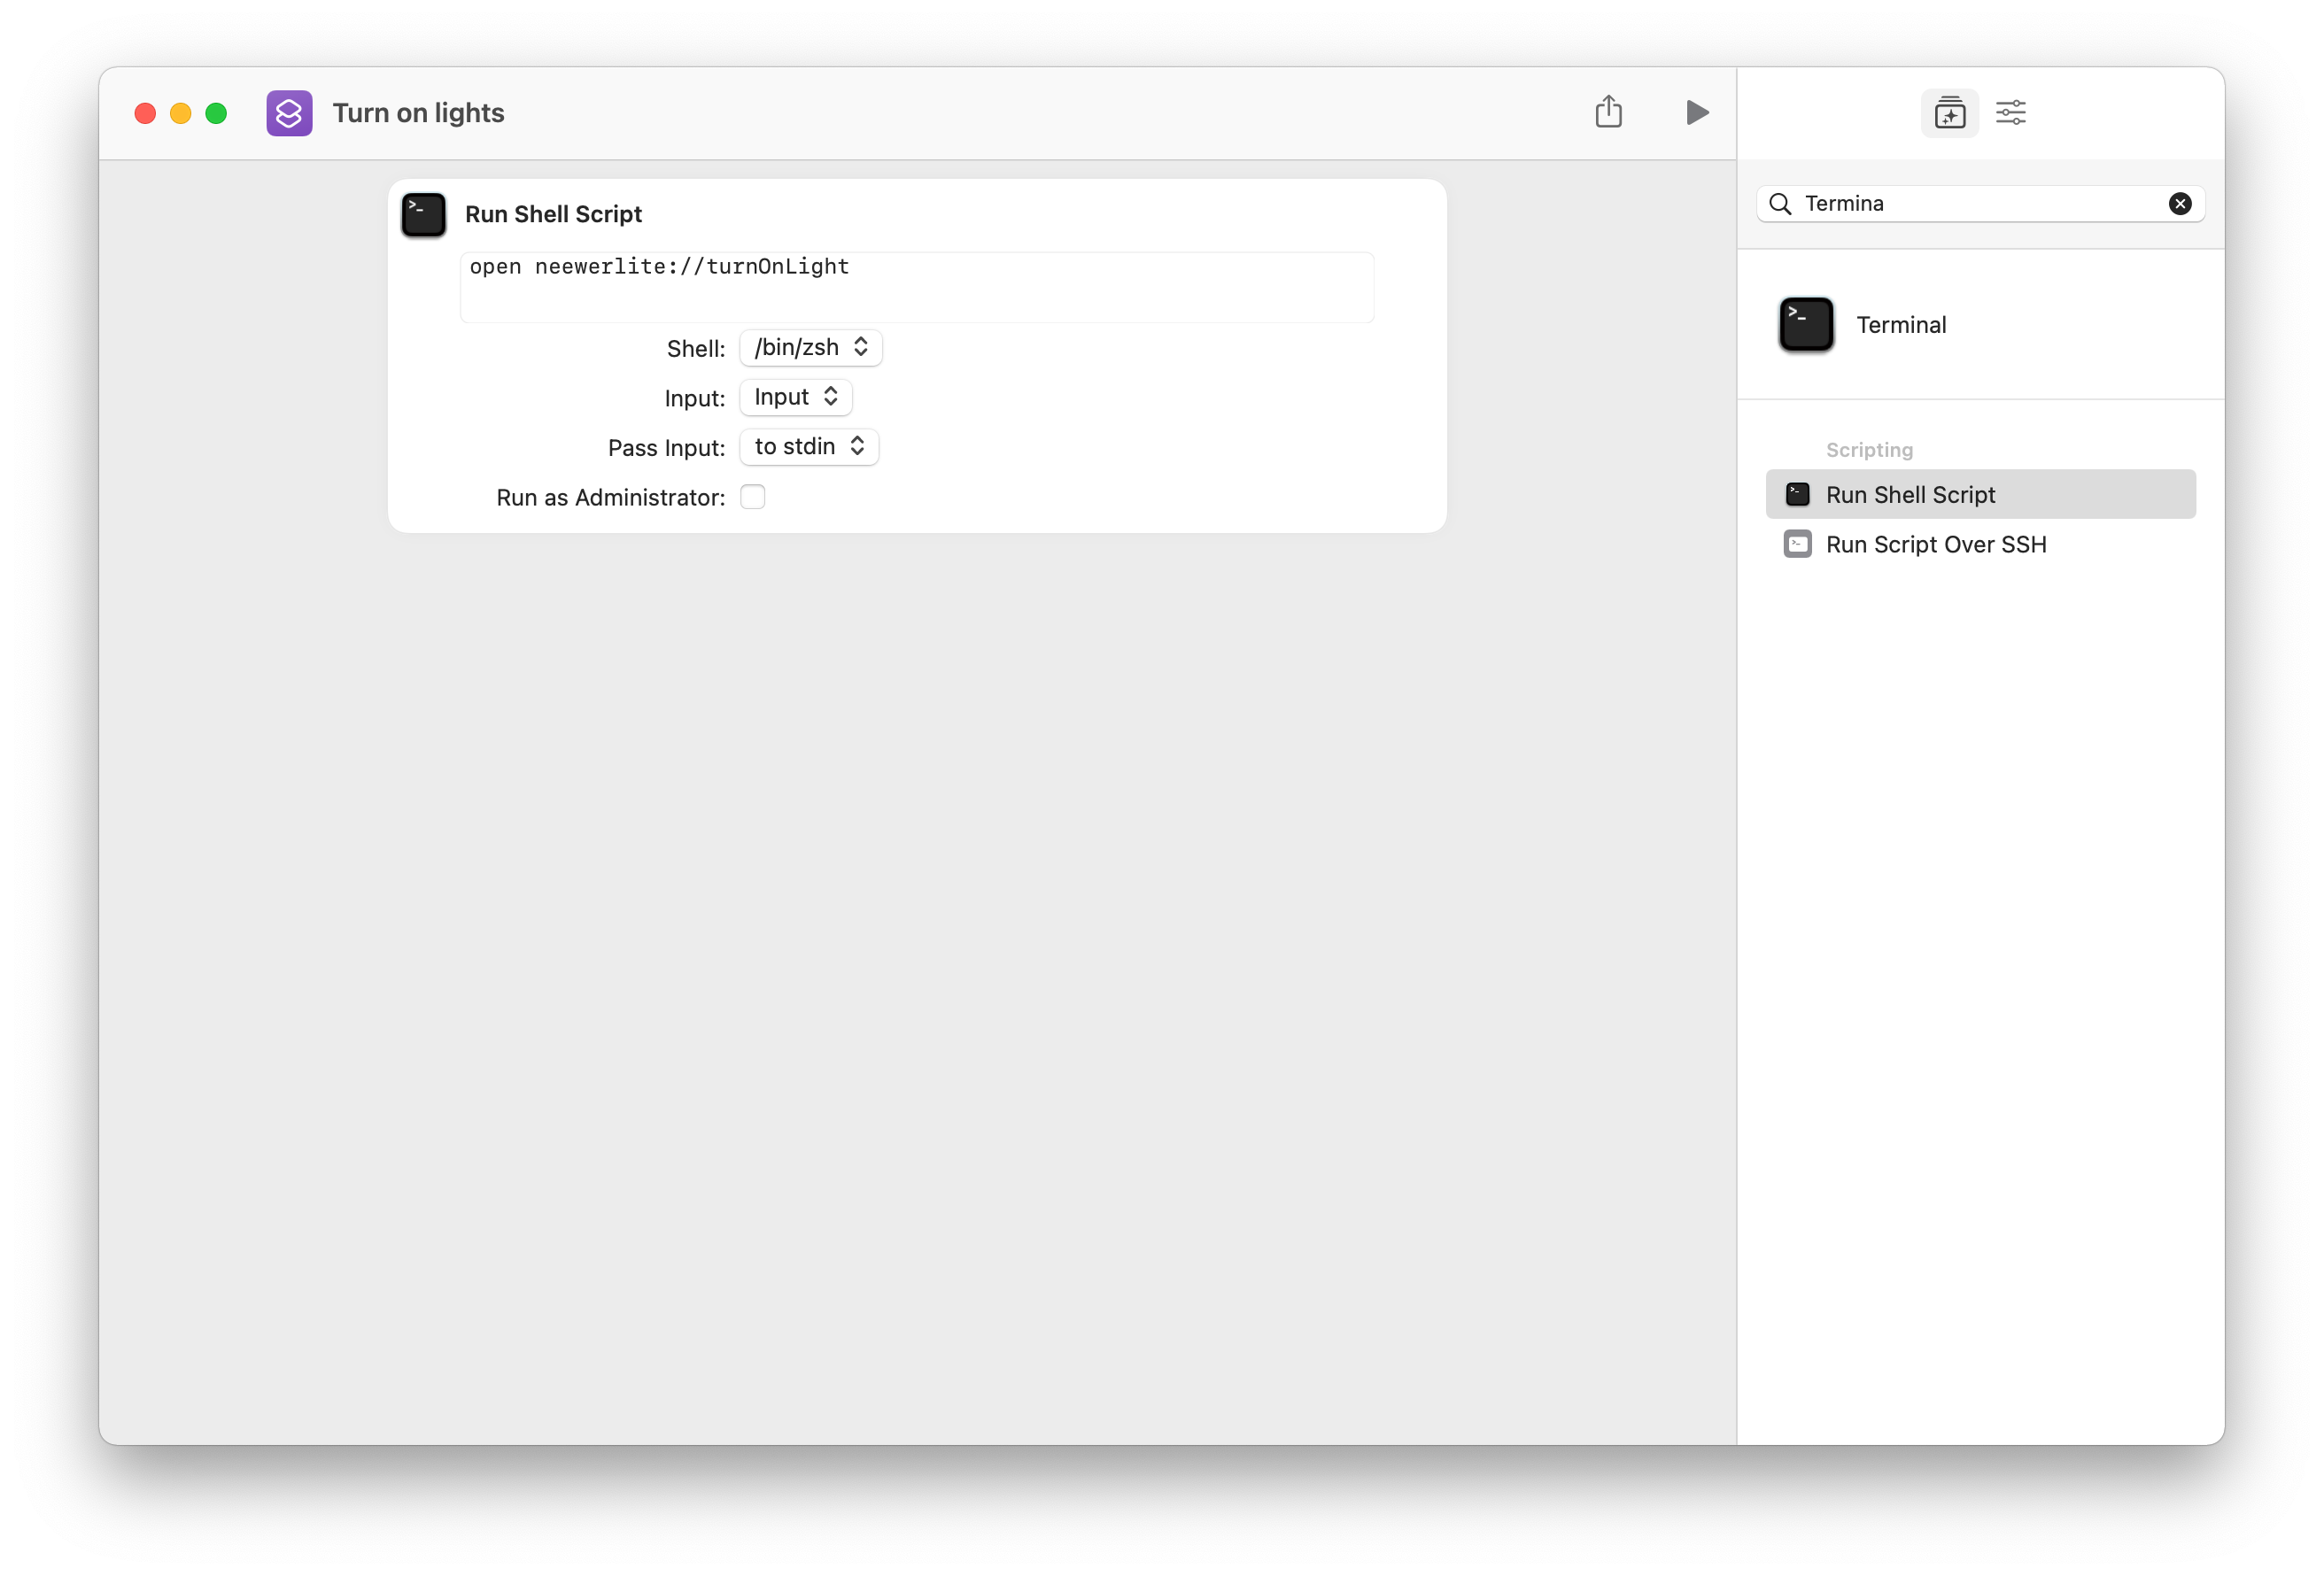 Turn on lights
Run Shell Script
open neewerlite://turnOnLight
Shell: /bin/zsh
Input: Input
Pass Input: to stdin
Run as Administrator:
Termina
Terminal
Scripting
Run Shell Script
Run Script Over SSH